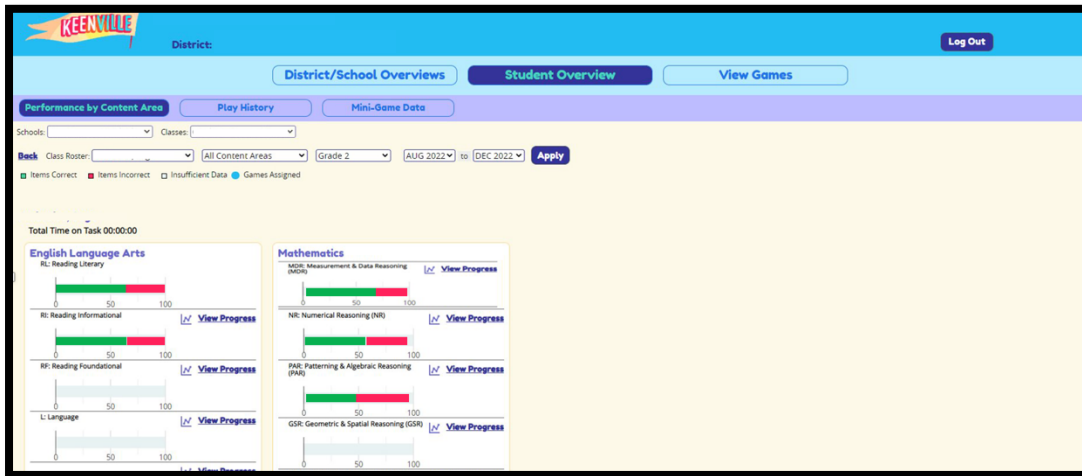 KEENVILLE
District:
Log Out
District/School Overviews
Student Overview
View Games
Performance by Content Area
Play History
Mini-Game Data
Schools:
Classes:
Back Class Roster: All Content Areas Grade 2 AUG 2022 to DEC 2022 Apply
Items Correct Items Incorrect Insufficient Data Games Assigned
Total Time on Task 00:00:00
English Language Arts
RL: Reading Literary
0 50 100
RI: Reading Informational View Progress
0 50 100
RF: Reading Foundational View Progress
0 50 100
L: Language View Progress
0 50 100
View Progress
Mathematics
MDR: Measurement & Data Reasoning
(MDR) View Progress
0 50 100
NR: Numerical Reasoning (NR) View Progress
0 50 100
PAR: Patterning & Algebraic Reasoning
(PAR) View Progress
0 50 100
GSR: Geometric & Spatial Reasoning (GSR) View Progress
0 50 100